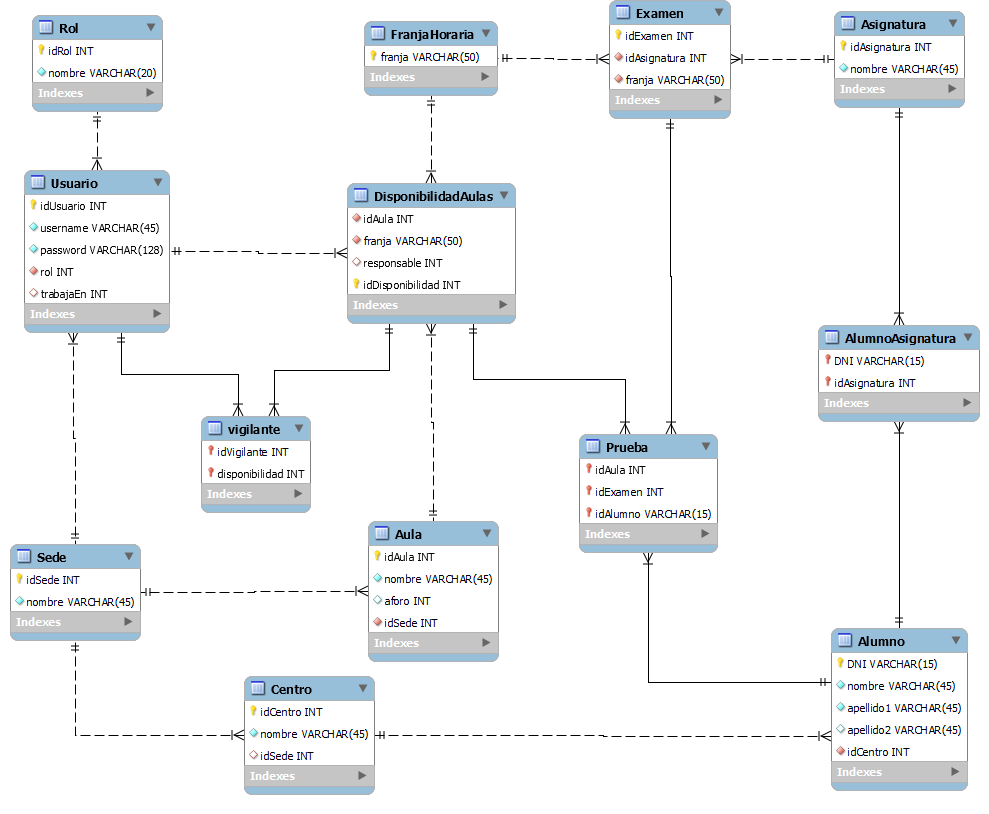 Rol
idRol INT
nombre VARCHAR(20)
Indexes
FranjaHoraria
franja VARCHAR(50)
Indexes
Examen
idExamen INT
idAsignatura INT
franja VARCHAR(50)
Indexes
Asignatura
idAsignatura INT
nombre VARCHAR(45)
Indexes
Usuario
idUsuario INT
username VARCHAR(45)
password VARCHAR(128)
rol INT
trabajaEn INT
Indexes
DisponibilidadAulas
idAula INT
franja VARCHAR(50)
responsable INT
idDisponibilidad INT
Indexes
AlumnoAsignatura
DNI VARCHAR(15)
idAsignatura INT
Indexes
vigilante
idVigilante INT
disponibilidad INT
Indexes
Prueba
idAula INT
idExamen INT
idAlumno VARCHAR(15)
Indexes
Sede
idSede INT
nombre VARCHAR(45)
Indexes
Aula
idAula INT
nombre VARCHAR(45)
aforo INT
idSede INT
Indexes
Centro
idCentro INT
nombre VARCHAR(45)
idSede INT
Indexes
Alumno
DNI VARCHAR(15)
nombre VARCHAR(45)
apellido1 VARCHAR(45)
apellido2 VARCHAR(45)
idCentro INT
Indexes